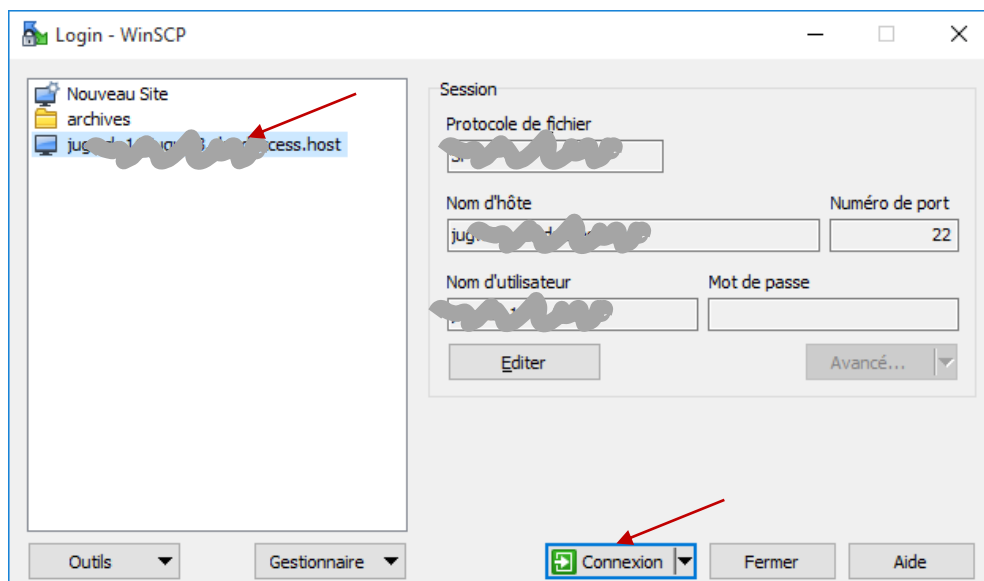 Login - WinSCP
Nouveau Site
archives
cess.host
Session
Protocole de fichier
Nom d'hôte
Numéro de port
22
Nom d'utilisateur
Mot de passe
Editer
Avancé...
Outils
Gestionnaire
Connexion
Fermer
Aide